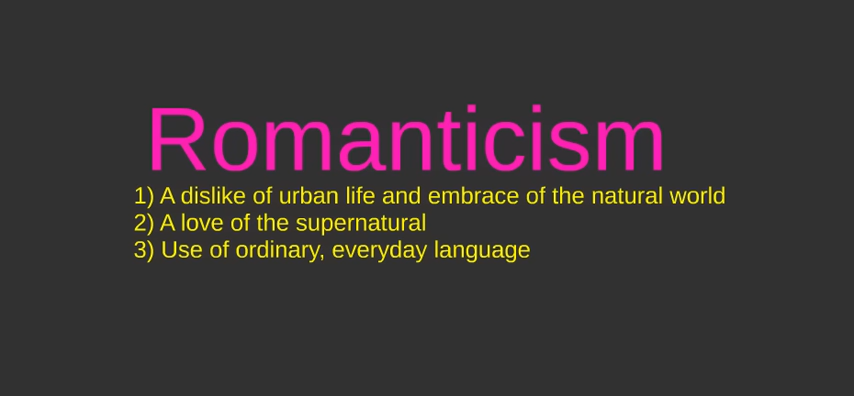 Romanticism
1) A dislike of urban life and embrace of the natural world
2) A love of the supernatural
3) Use of ordinary, everyday language